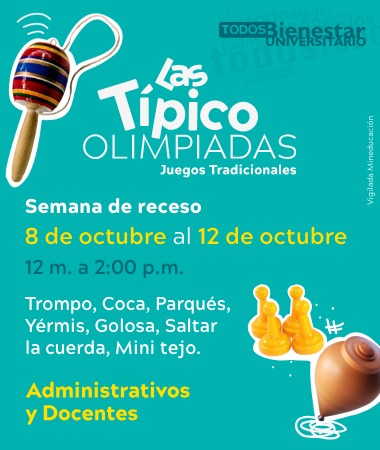 TODOS Bienestar
UNIVERSITARIO
Las
Típico
OLIMPIADAS
Juegos Tradicionales
Vigilada Mineducación
Semana de receso
8 de octubre al 12 de octubre
12 m. a 2:00 p.m.
Trompo, Coca, Parqués,
Yérmis, Golosa, Saltar
la cuerda, Mini tejo.
Administrativos
y Docentes